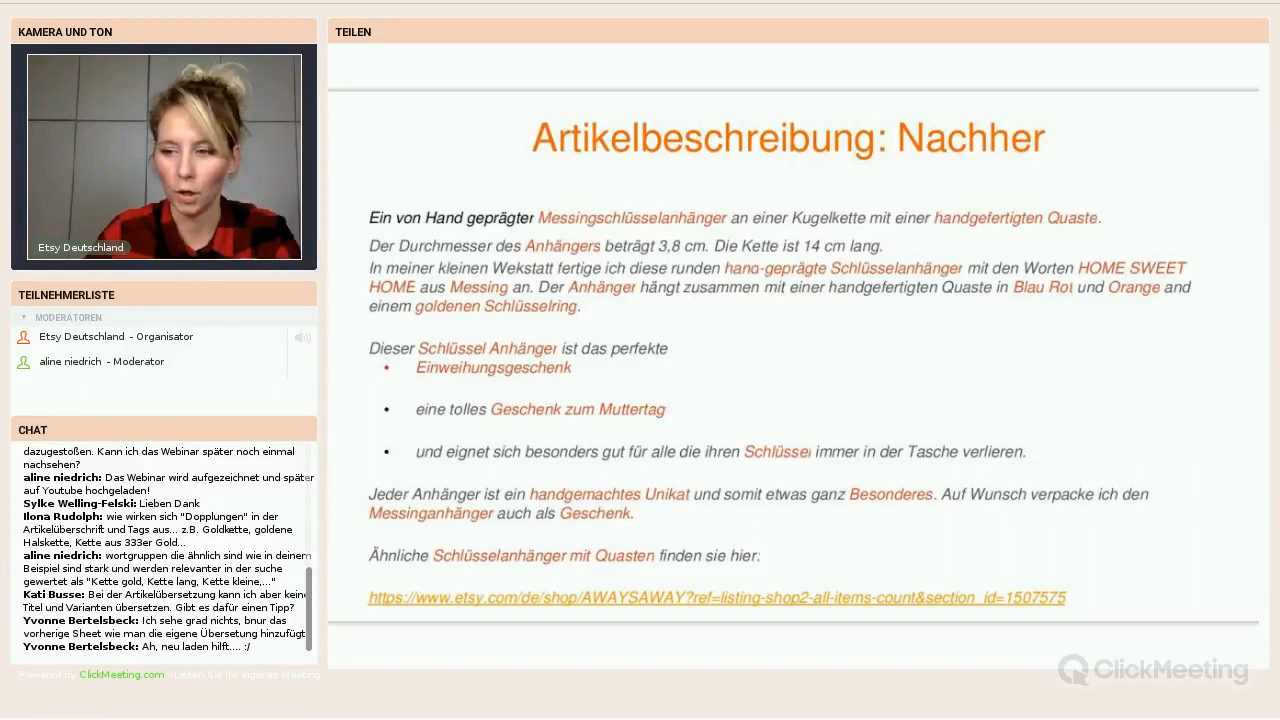 KAMERA UND TON
Etsy Deutschland
TEILNEHMERLISTE
MODERATOREN
Etsy Deutschland - Organisator
aline niedrich - Moderator
CHAT
dazugestoßen. Kann ich das Webinar später noch einmal
nachsehen?
aline niedrich: Das Webinar wird aufgezeichnet und später
auf Youtube hochgeladen!
Sylke Welling-Felski: Lieben Dank
Ilona Rudolph: wie wirken sich "Dopplungen" in der
Artikelüberschrift und Tags aus... z.B. Goldkette, goldene
Halskette, Kette aus 333er Gold...
aline niedrich: wortgruppen die ähnlich sind wie in deinem
Beispiel sind stark und werden relevanter in der suche
gewertet als "Kette gold, Kette lang, Kette kleine,..."
Kati Busse: Bei der Artikelübersetzung kann ich aber keine
Titel und Varianten übersetzen. Gibt es dafür einen Tipp?
Yvonne Bertelsbeck: Ich sehe grad nichts, bnur das
vorherige Sheet wie man die eigene Übersetung hinzufügt
Yvonne Bertelsbeck: Ah, neu laden hilft.... :/
Powered by ClickMeeting.com - Leiten Sie Ihr eigenes Meeting
TEILEN
Artikelbeschreibung: Nachher
Ein von Hand geprägter Messingschlüsselanhänger an einer Kugelkette mit einer handgefertigten Quaste.
Der Durchmesser des Anhängers beträgt 3,8 cm. Die Kette ist 14 cm lang.
In meiner kleinen Wekstatt fertige ich diese runden hand-geprägte Schlüsselanhänger mit den Worten HOME SWEET
HOME aus Messing an. Der Anhänger hängt zusammen mit einer handgefertigten Quaste in Blau Rot und Orange and
einem goldenen Schlüsselring.
Dieser Schlüssel Anhänger ist das perfekte
• Einweihungsgeschenk
• eine tolles Geschenk zum Muttertag
• und eignet sich besonders gut für alle die ihren Schlüssel immer in der Tasche verlieren.
Jeder Anhänger ist ein handgemachtes Unikat und somit etwas ganz Besonderes. Auf Wunsch verpacke ich den
Messinganhänger auch als Geschenk.
Ähnliche Schlüsselanhänger mit Quasten finden sie hier:
https://www.etsy.com/de/shop/AWAYSAWAY?ref=listing-shop2-all-items-count&section_id=1507575
ClickMeeting